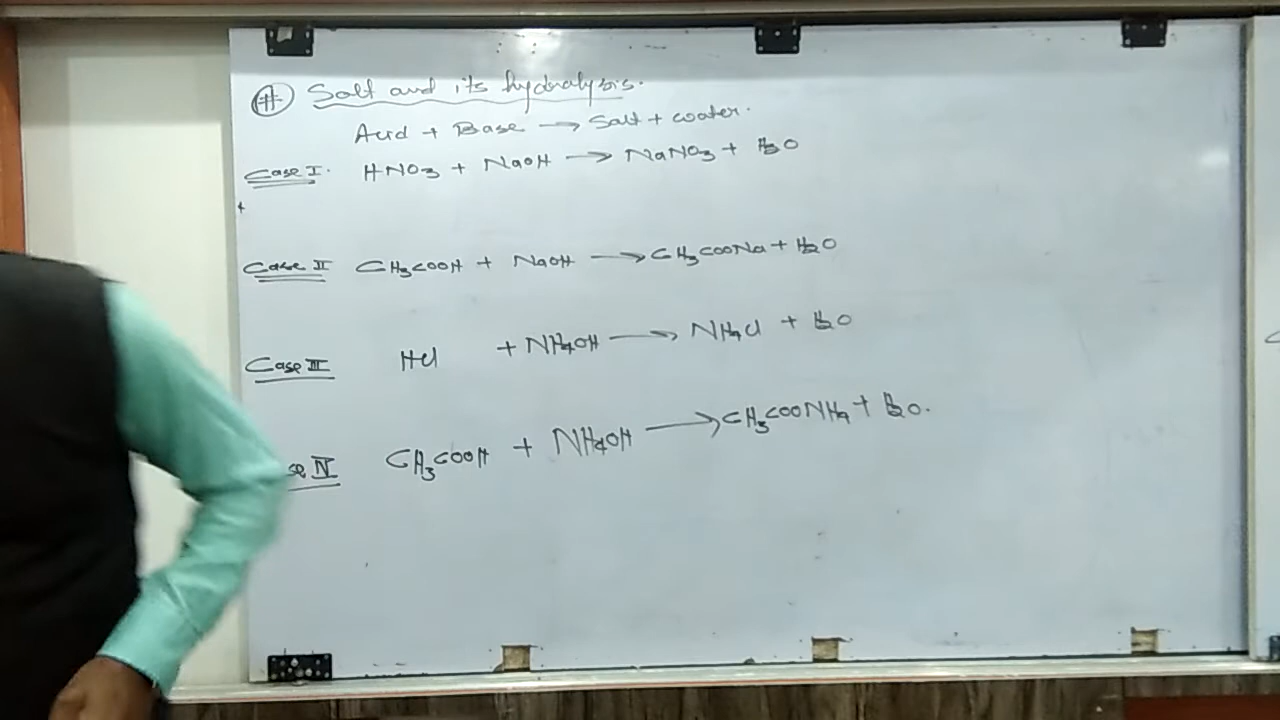 # Salt and its hydrolysis.
Acid + Base → Salt + water.
Case I. HNO3 + NaOH → NaNO3 + H2O
Case II CH3COOH + NaOH → CH3COONa + H2O
Case III HCl + NH4OH → NH4Cl + H2O
se IV CH3COOH + NH4OH → CH3COONH4 + H2O.